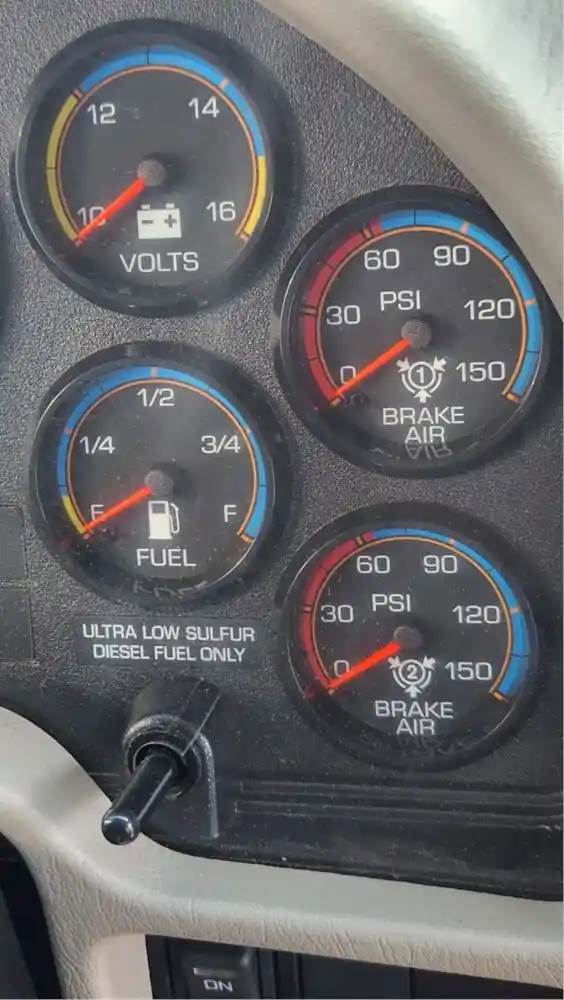 12 14
10 16
VOLTS
60 90
PSI
30 120
0 150
1
BRAKE
AIR
1/2
1/4 3/4
E F
FUEL
60 90
PSI
30 120
0 150
2
BRAKE
AIR
ULTRA LOW SULFUR
DIESEL FUEL ONLY
ON